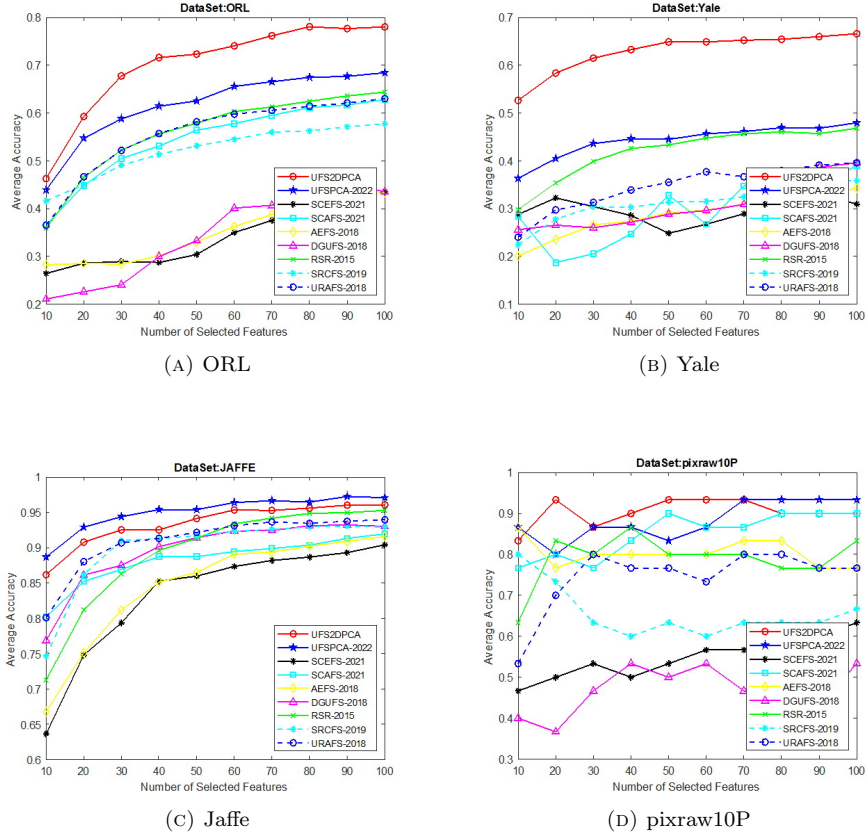 DataSet:ORL
0.8
0.7
0.6
0.5
0.4
0.3
0.2
Average Accuracy
UFS2DPCA
UFSPCA-2022
SCEFS-2021
SCAFS-2021
AEFS-2018
DGUFS-2018
RSR-2015
SRCFS-2019
URAFS-2018
10 20 30 40 50 60 70 80 90 100
Number of Selected Features
(A) ORL
DataSet:Yale
0.7
0.6
0.5
0.4
0.3
0.2
0.1
Average Accuracy
UFS2DPCA
UFSPCA-2022
SCEFS-2021
SCAFS-2021
AEFS-2018
DGUFS-2018
RSR-2015
SRCFS-2019
URAFS-2018
10 20 30 40 50 60 70 80 90 100
Number of Selected Features
(B) Yale
DataSet:JAFFE
1
0.95
0.9
0.85
0.8
0.75
0.7
0.65
0.6
Average Accuracy
UFS2DPCA
UFSPCA-2022
SCEFS-2021
SCAFS-2021
AEFS-2018
DGUFS-2018
RSR-2015
SRCFS-2019
URAFS-2018
10 20 30 40 50 60 70 80 90 100
Number of Selected Features
(C) Jaffe
DataSet:pixraw10P
1
0.9
0.8
0.7
0.6
0.5
0.4
0.3
Average Accuracy
UFS2DPCA
UFSPCA-2022
SCEFS-2021
SCAFS-2021
AEFS-2018
DGUFS-2018
RSR-2015
SRCFS-2019
URAFS-2018
10 20 30 40 50 60 70 80 90 100
Number of Selected Features
(D) pixraw10P